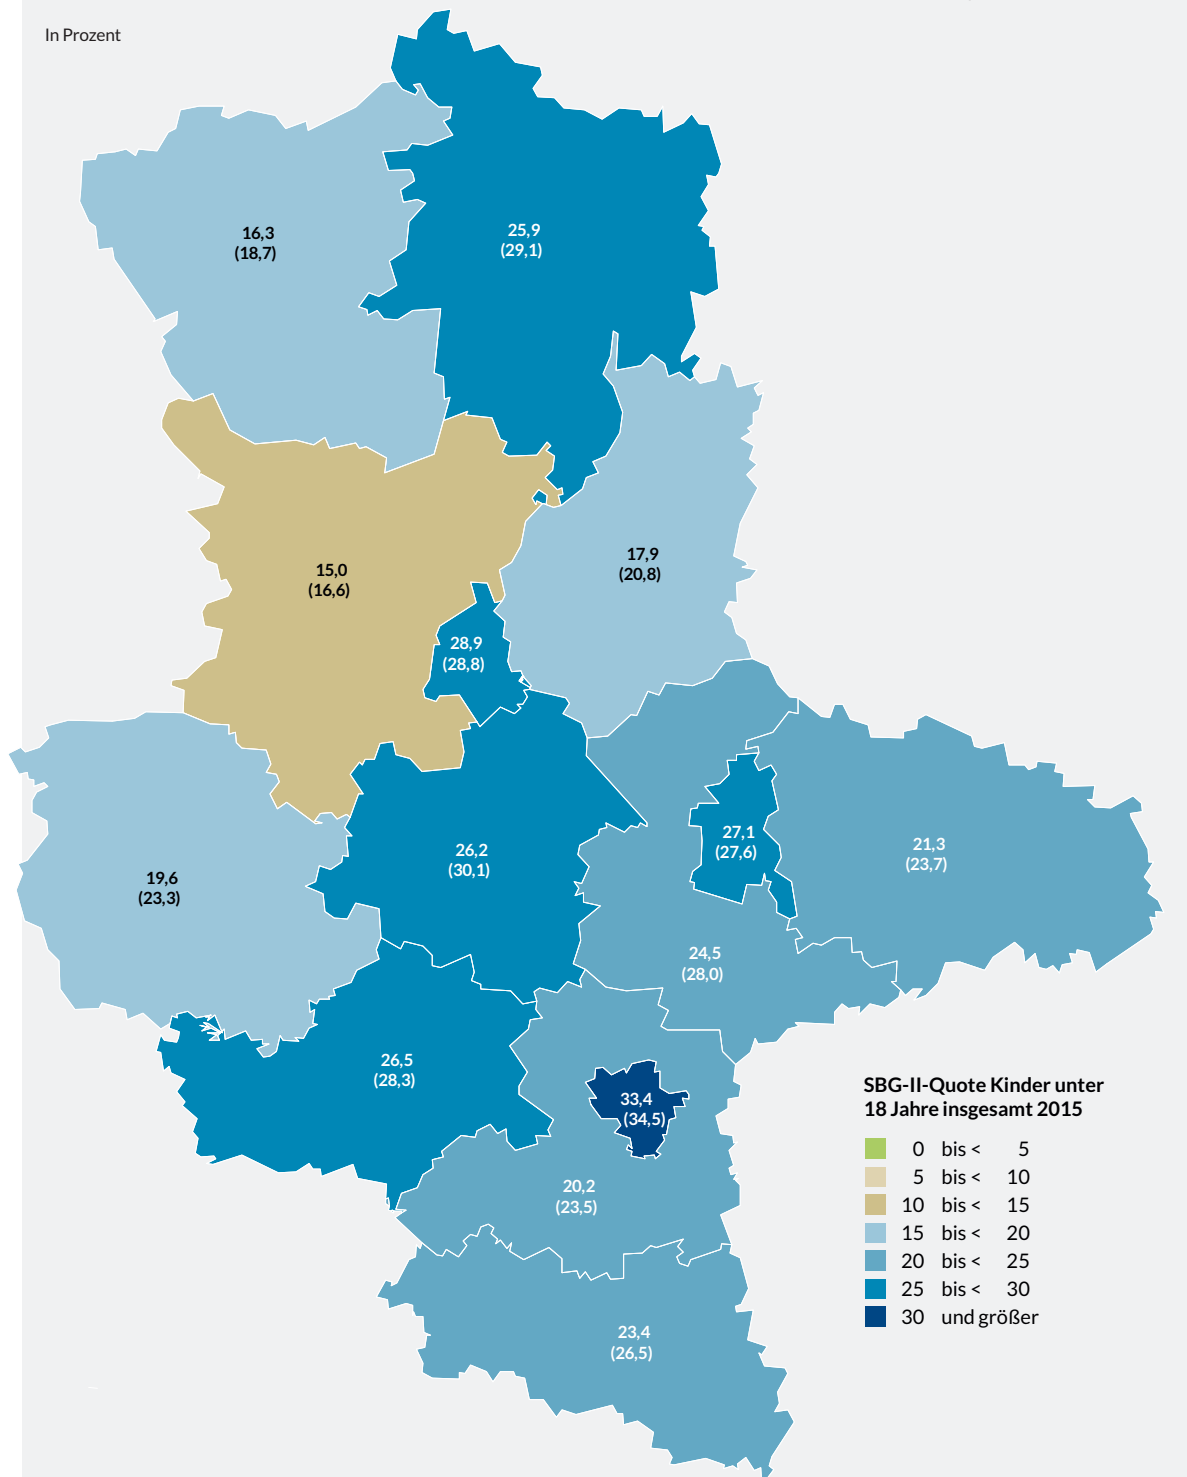 In Prozent
16,3
(18,7)
25,9
(29,1)
17,9
(20,8)
15,0
(16,6)
28,9
(28,8)
27,1
(27,6)
21,3
(23,7)
26,2
(30,1)
19,6
(23,3)
24,5
(28,0)
26,5
(28,3)
33,4
(34,5)
20,2
(23,5)
23,4
(26,5)
SBG-II-Quote Kinder unter
18 Jahre insgesamt 2015
0 bis < 5
5 bis < 10
10 bis < 15
15 bis < 20
20 bis < 25
25 bis < 30
30 und größer